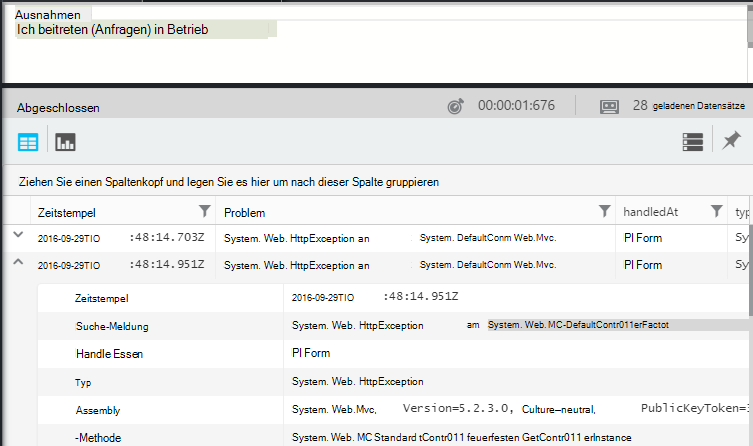 Ausnahmen
Ich beitreten (Anfragen) in Betrieb
Abgeschlossen 00:00:01:676 28 geladenen Datensätze
Ziehen Sie einen Spaltenkopf und legen Sie es hier um nach dieser Spalte gruppieren
Zeitstempel Problem handledAt typ
2016-09-29TIO :48:14.703Z System. Web. HttpException an System. DefaultConm Web.Mvc. PI Form Sy
2016-09-29TIO :48:14.951Z System. Web. HttpException an System. DefaultConm Web.Mvc. PI Form Sy
Zeitstempel 2016-09-29TIO :48:14.951Z
Suche-Meldung System. Web. HttpException am System. Web. MC-DefaultContr011erFactot
Handle Essen PI Form
Typ System. Web. HttpException
Assembly System. Web.Mvc, Version=5.2.3.0, Culture—neutral, PublicKeyToken=3
-Methode System. Web. MC Standard tContr011 feuerfesten GetContr011 erInstance